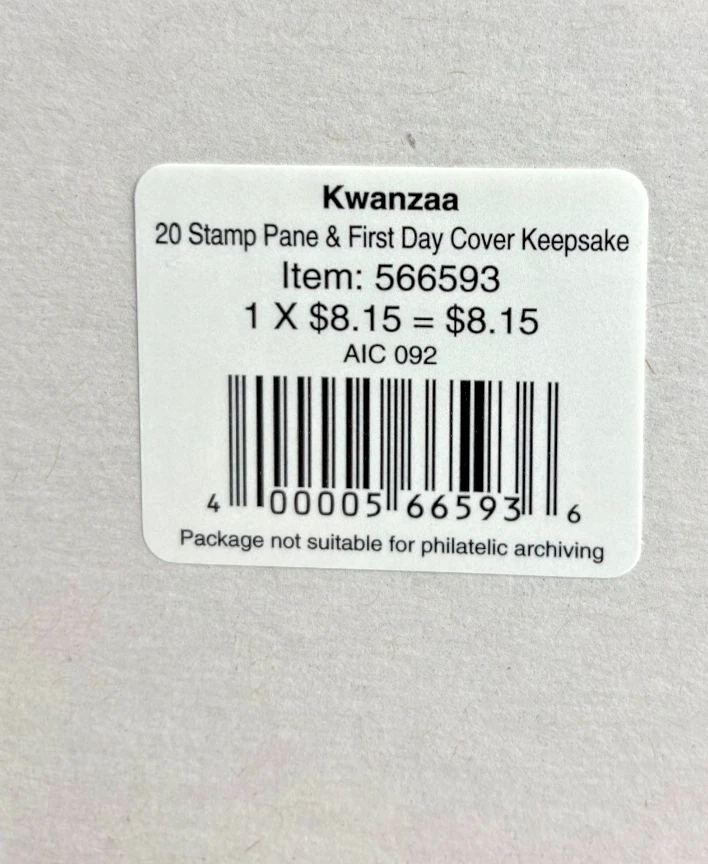 Kwanzaa
20 Stamp Pane & First Day Cover Keepsake
Item: 566593
1 X $8.15 = $8.15
AIC 092
4 00005 66593 6
Package not suitable for philatelic archiving